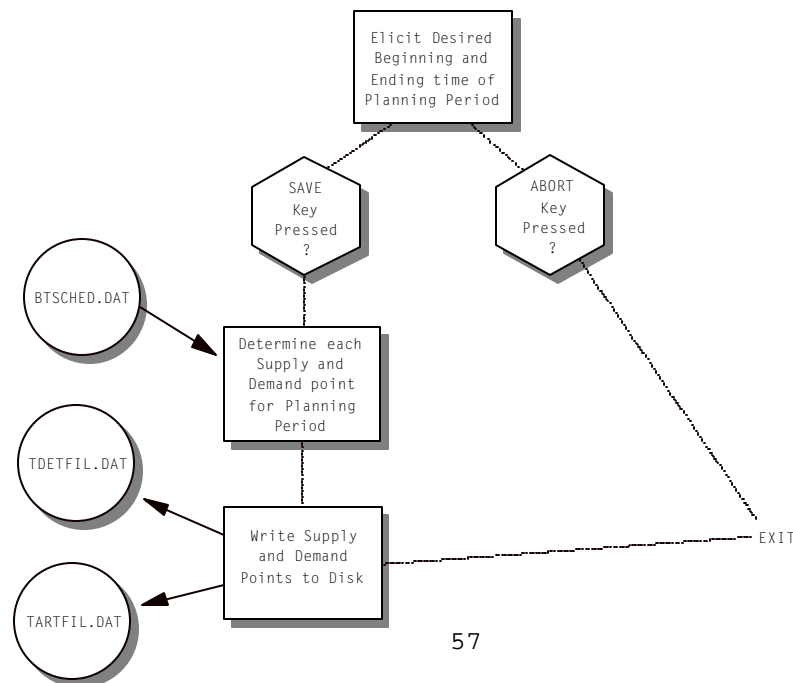 Elicit Desired
Beginning and
Ending time of
Planning Period
SAVE
Key
Pressed
?
ABORT
Key
Pressed
?
BTSCHED.DAT
Determine each
Supply and
Demand point
for Planning
Period
TDETFIL.DAT
Write Supply
and Demand
Points to Disk
EXIT
TARTFIL.DAT
57